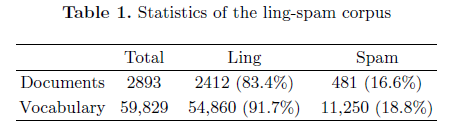 Table 1. Statistics of the ling-spam corpus
Total Ling Spam
Documents 2893 2412 (83.4%) 481 (16.6%)
Vocabulary 59,829 54,860 (91.7%) 11,250 (18.8%)